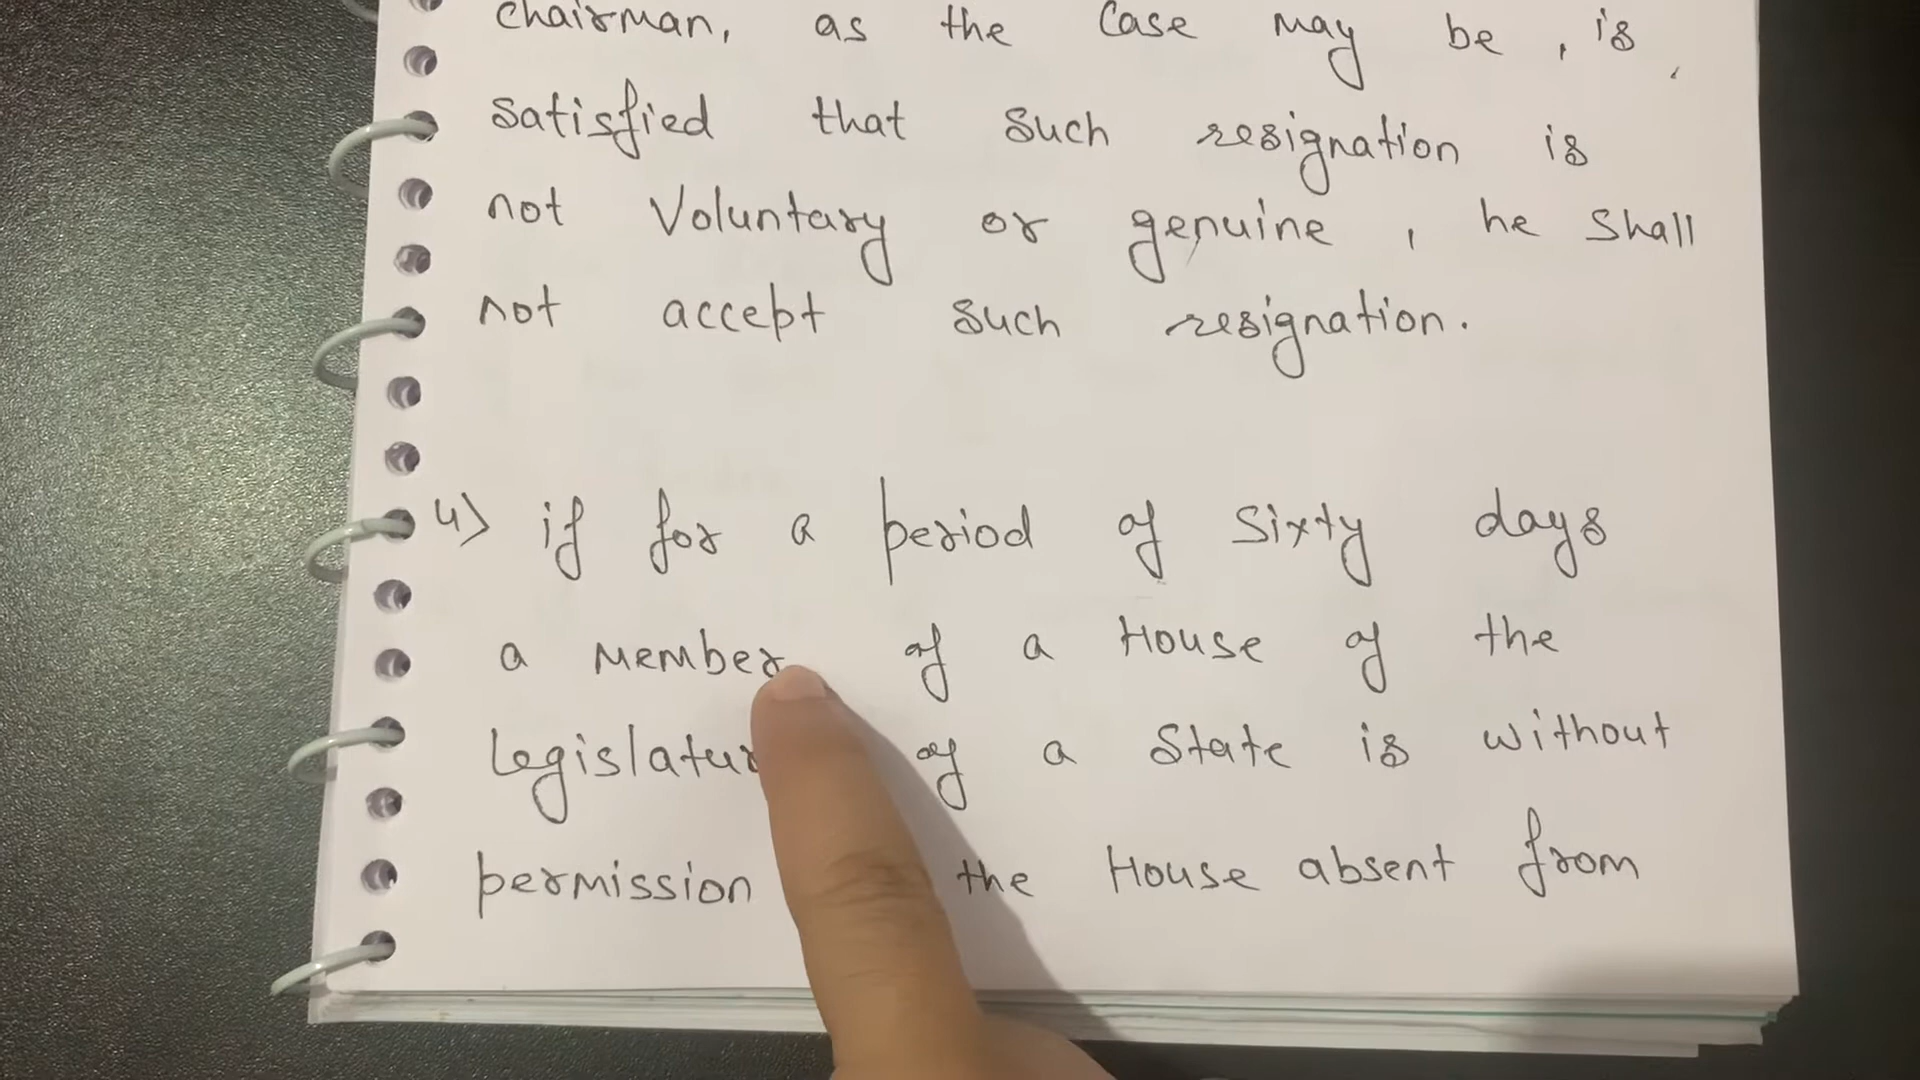 chairman, as the case may be, is
satisfied that such resignation is
not voluntary or genuine, he shall
not accept such resignation.
4) if for a period of sixty days
a member of a House of the
of a State is without
permission the House absent from